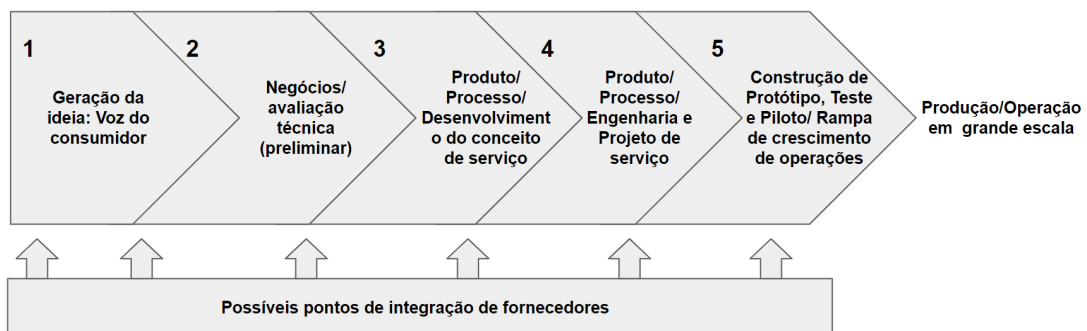 1
Geração da
ideia: Voz do
consumidor
2
Negócios/
avaliação
técnica
(preliminar)
3
Produto/
Processo/
Desenvolviment
o do conceito
de serviço
4
Produto/
Processo/
Engenharia e
Projeto de
serviço
5
Construção de
Protótipo, Teste
e Piloto/ Rampa
de crescimento
de operações
Produção/Operação
em grande escala
Possíveis pontos de integração de fornecedores